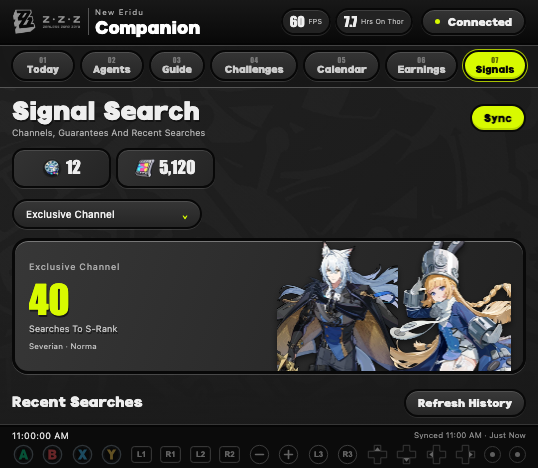 Z·Z·Z
New Eridu
Companion
60 FPS
7.7 Hrs On Thor
Connected
01 Today
02 Agents
03 Guide
04 Challenges
05 Calendar
06 Earnings
07 Signals
Signal Search
Channels, Guarantees And Recent Searches
Sync
12
5,120
Exclusive Channel
Exclusive Channel
40
Searches To S-Rank
Severian · Norma
Recent Searches
Refresh History
11:00:00 AM
Synced 11:00 AM · Just Now
A B X Y L1 R1 L2 R2 L3 R3